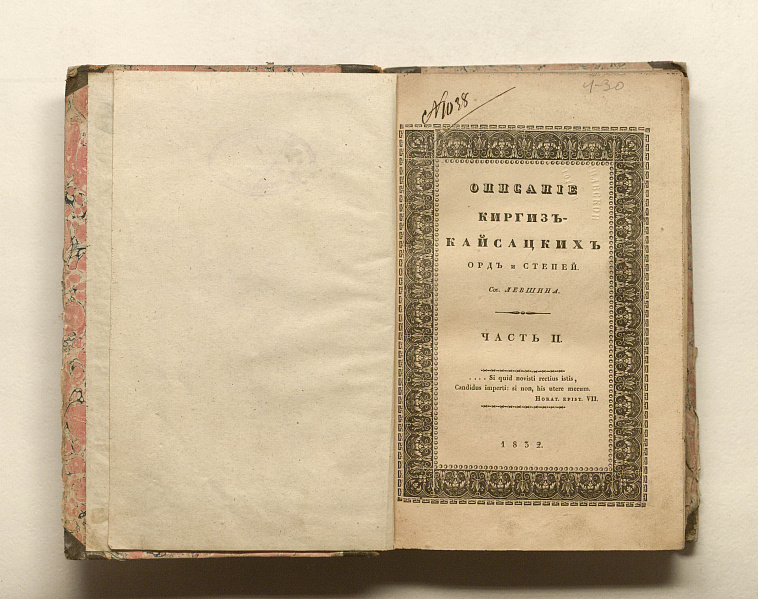 N 1038.
4-30
ОПИСАНІЕ
КИРГИЗЪ-
КАЙСАЦКИХЪ
ОРДЪ и СТЕПЕЙ.
Соч. ЛЕВШИНА.
ЧАСТЬ II.
.... Si quid novisti rectius istis,
Candidus imperti: si non, his utere mecum.
HORAT. EPIST. VII.
1832.